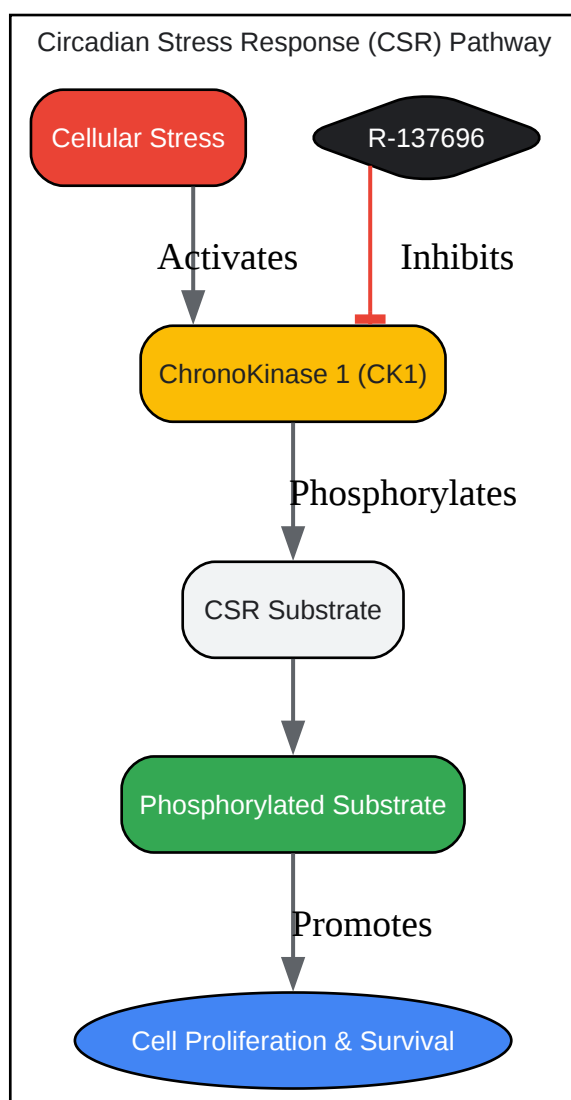 Circadian Stress Response (CSR) Pathway
Cellular Stress
R-137696
Activates
Inhibits
ChronoKinase 1 (CK1)
Phosphorylates
CSR Substrate
Phosphorylated Substrate
Promotes
Cell Proliferation & Survival